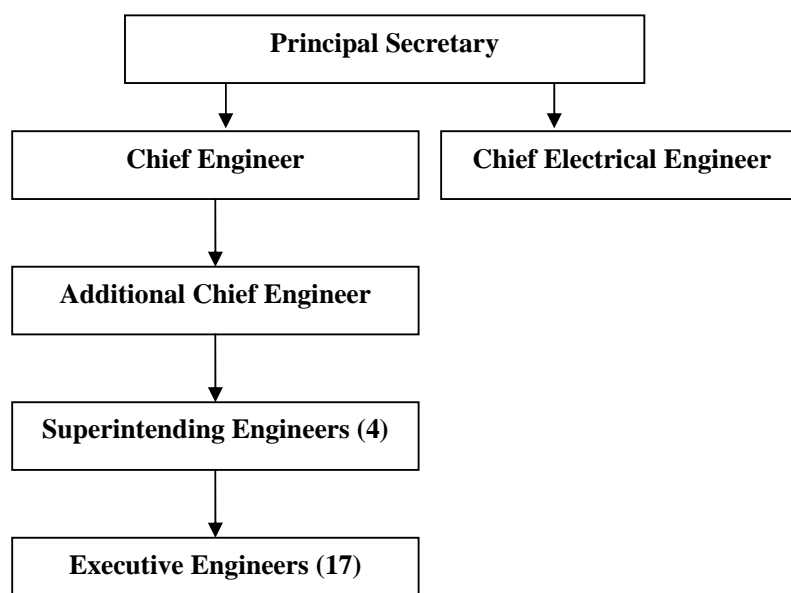 Principal Secretary
Chief Engineer
Chief Electrical Engineer
Additional Chief Engineer
Superintending Engineers (4)
Executive Engineers (17)